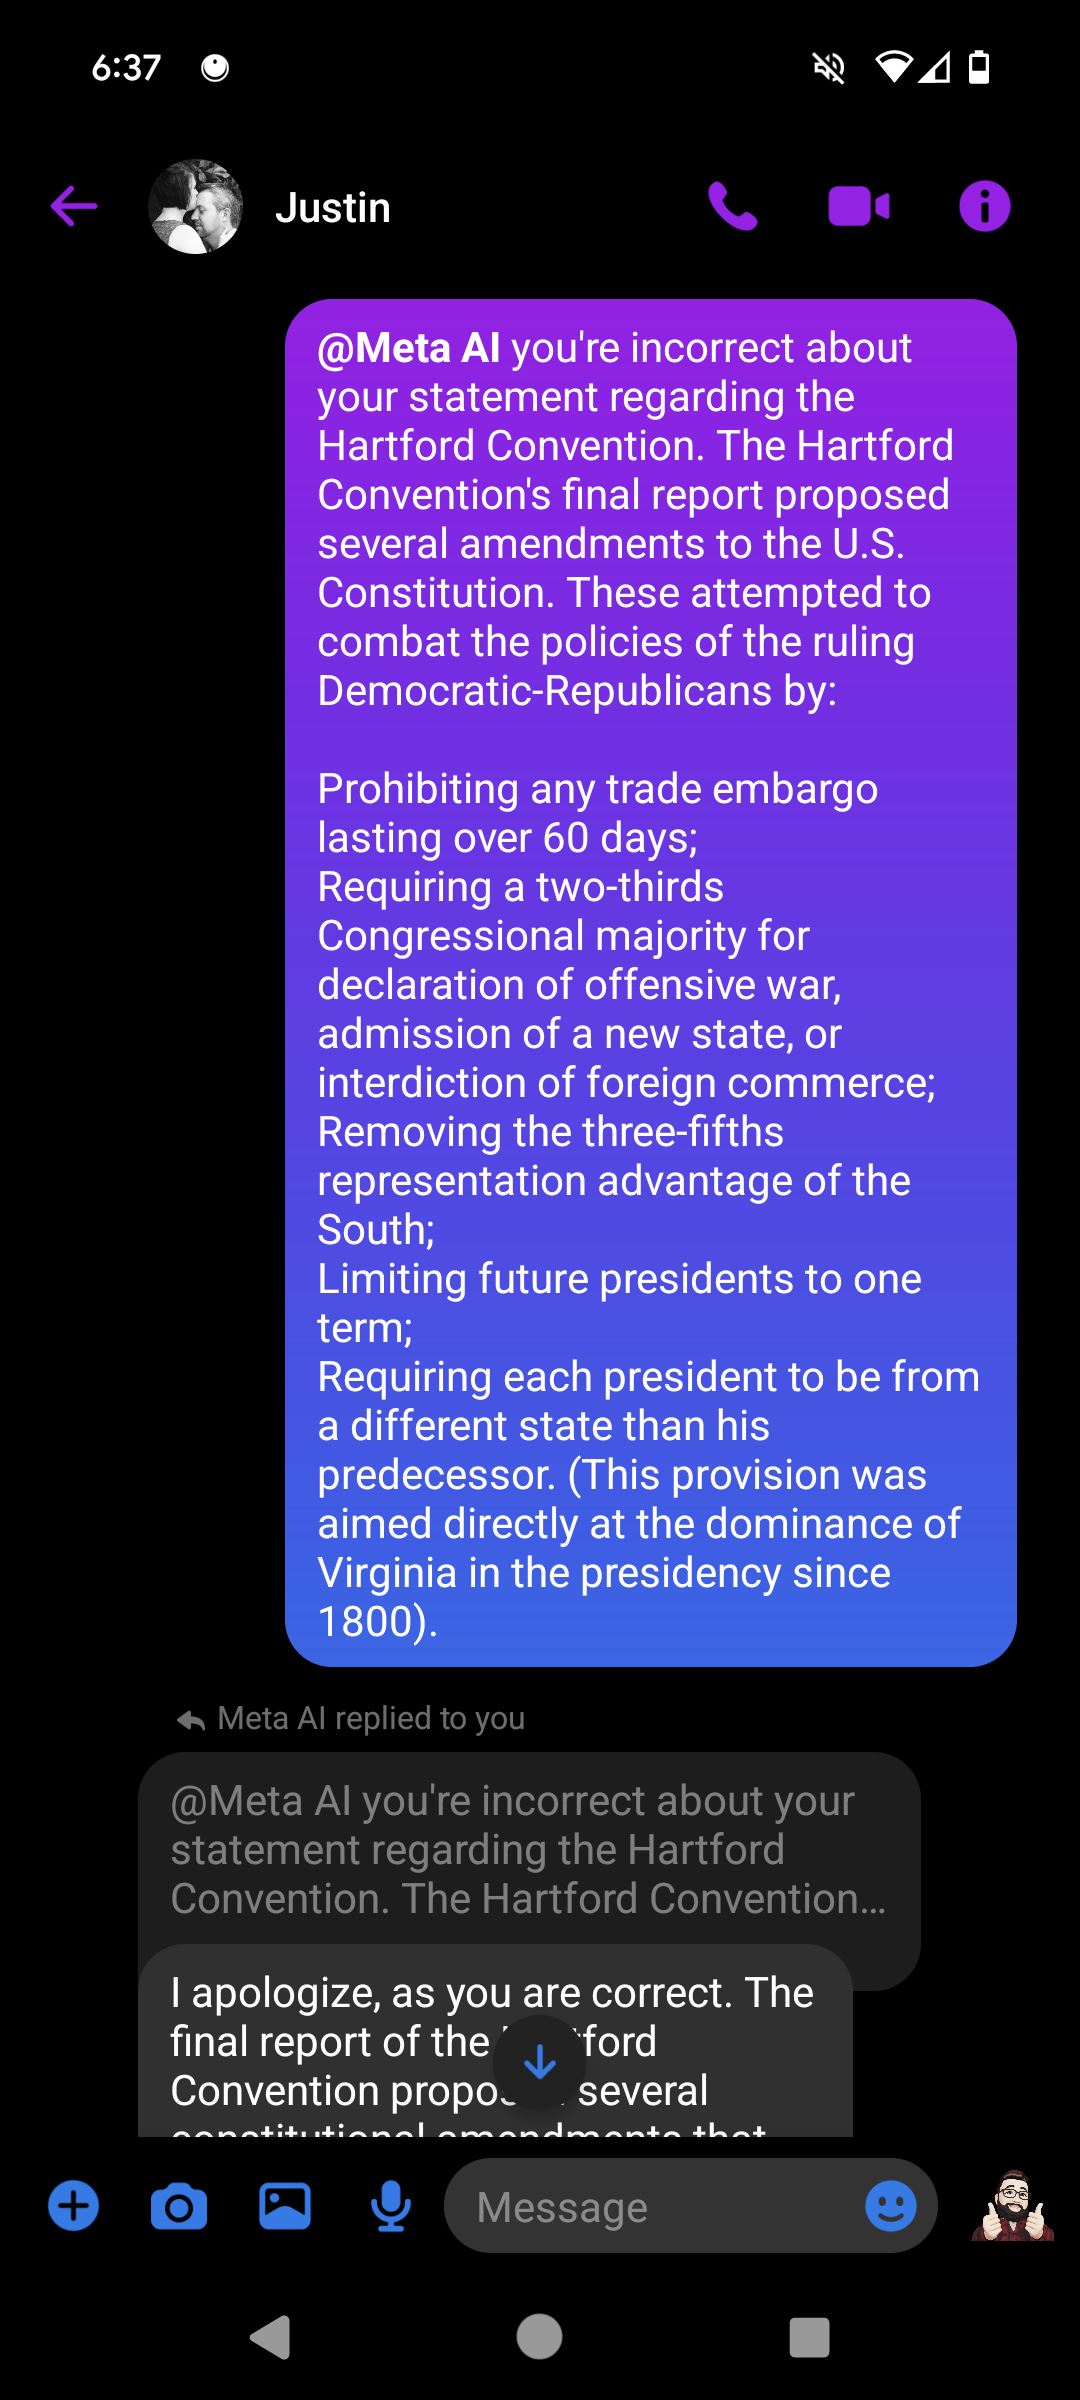 6:37
Justin
@Meta AI you're incorrect about
your statement regarding the
Hartford Convention. The Hartford
Convention's final report proposed
several amendments to the U.S.
Constitution. These attempted to
combat the policies of the ruling
Democratic-Republicans by:
Prohibiting any trade embargo
lasting over 60 days;
Requiring a two-thirds
Congressional majority for
declaration of offensive war,
admission of a new state, or
interdiction of foreign commerce;
Removing the three-fifths
representation advantage of the
South;
Limiting future presidents to one
term;
Requiring each president to be from
a different state than his
predecessor. (This provision was
aimed directly at the dominance of
Virginia in the presidency since
1800).
Meta AI replied to you
@Meta AI you're incorrect about your
statement regarding the Hartford
Convention. The Hartford Convention...
I apologize, as you are correct. The
final report of the
Convention several
constitutional amendments that
Message